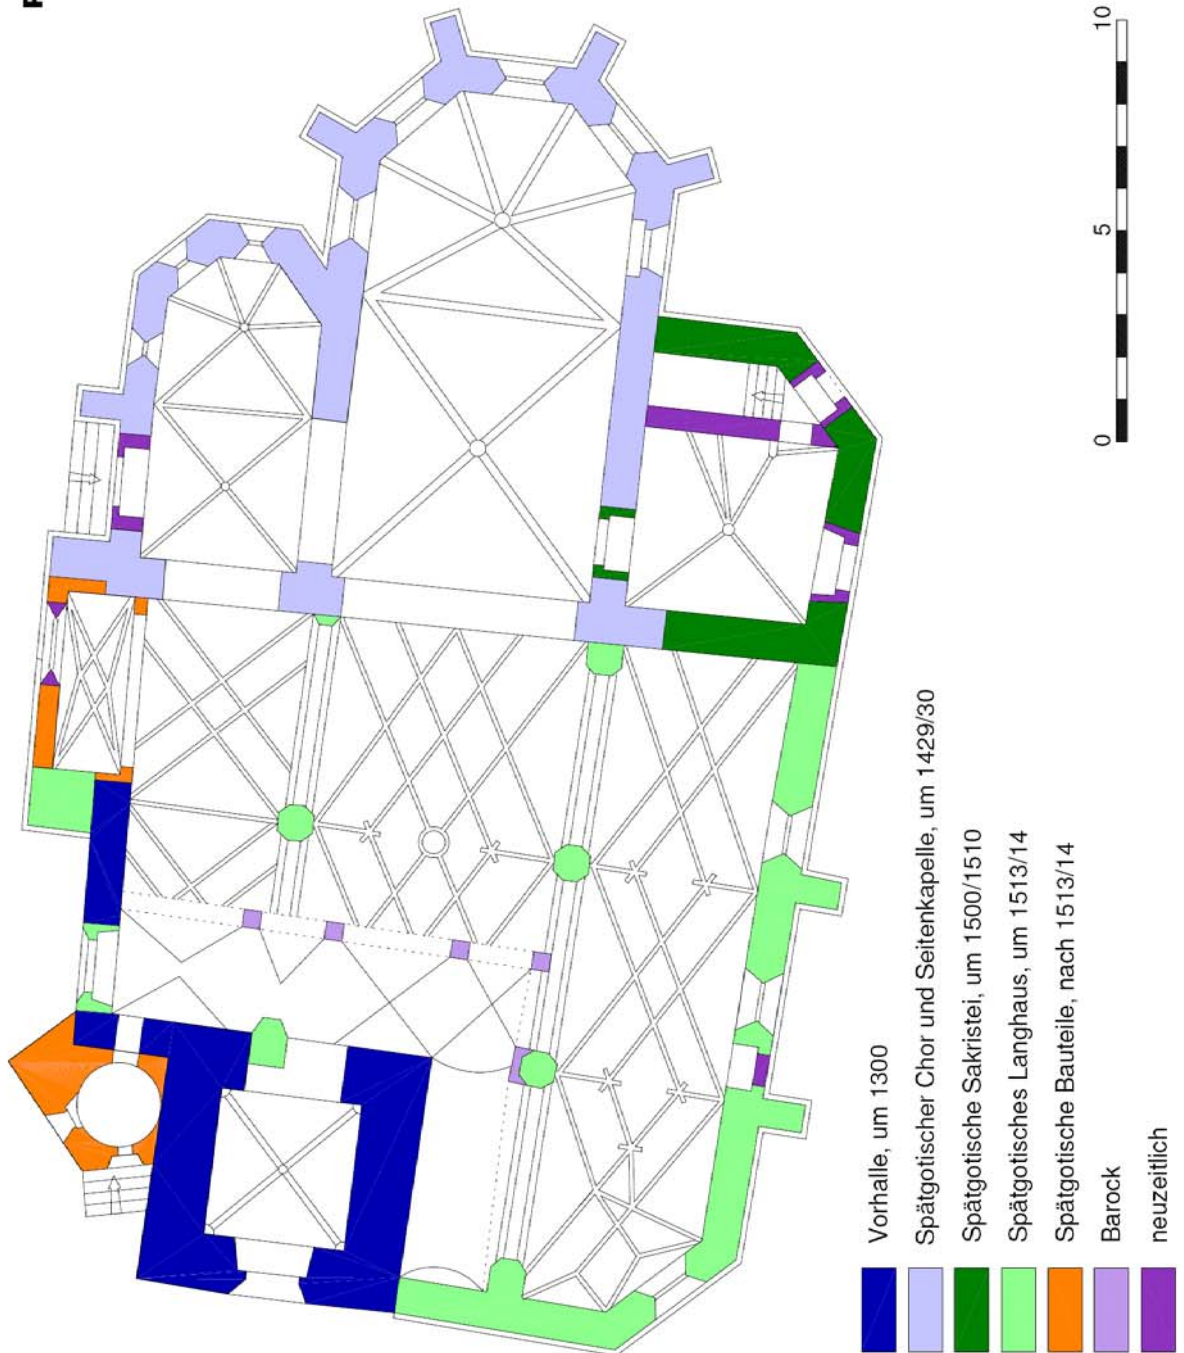 0 5 10
Vorhalle, um 1300
Spätgotischer Chor und Seitenkapelle, um 1429/30
Spätgotische Sakristei, um 1500/1510
Spätgotisches Langhaus, um 1513/14
Spätgotische Bauteile, nach 1513/14
Barock
neuzeitlich